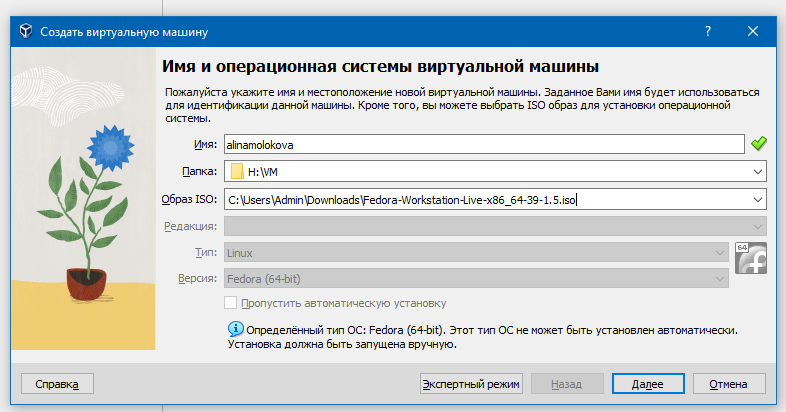 Создать виртуальную машину
Имя и операционная системы виртуальной машины
Пожалуйста укажите имя и местоположение новой виртуальной машины. Заданное Вами имя будет использоваться
для идентификации данной машины. Кроме того, вы можете выбрать ISO образ для установки операционной
системы.
Имя: alinamolokova
Папка: H:\VM
Образ ISO: C:\Users\Admin\Downloads\Fedora-Workstation-Live-x86_64-39-1.5.iso
Редакция:
Тип: Linux
64
Версия: Fedora (64-bit)
Пропустить автоматическую установку
Определённый тип ОС: Fedora (64-bit). Этот тип ОС не может быть установлен автоматически.
Установка должна быть запущена вручную.
Справка Экспертный режим Назад Далее Отмена